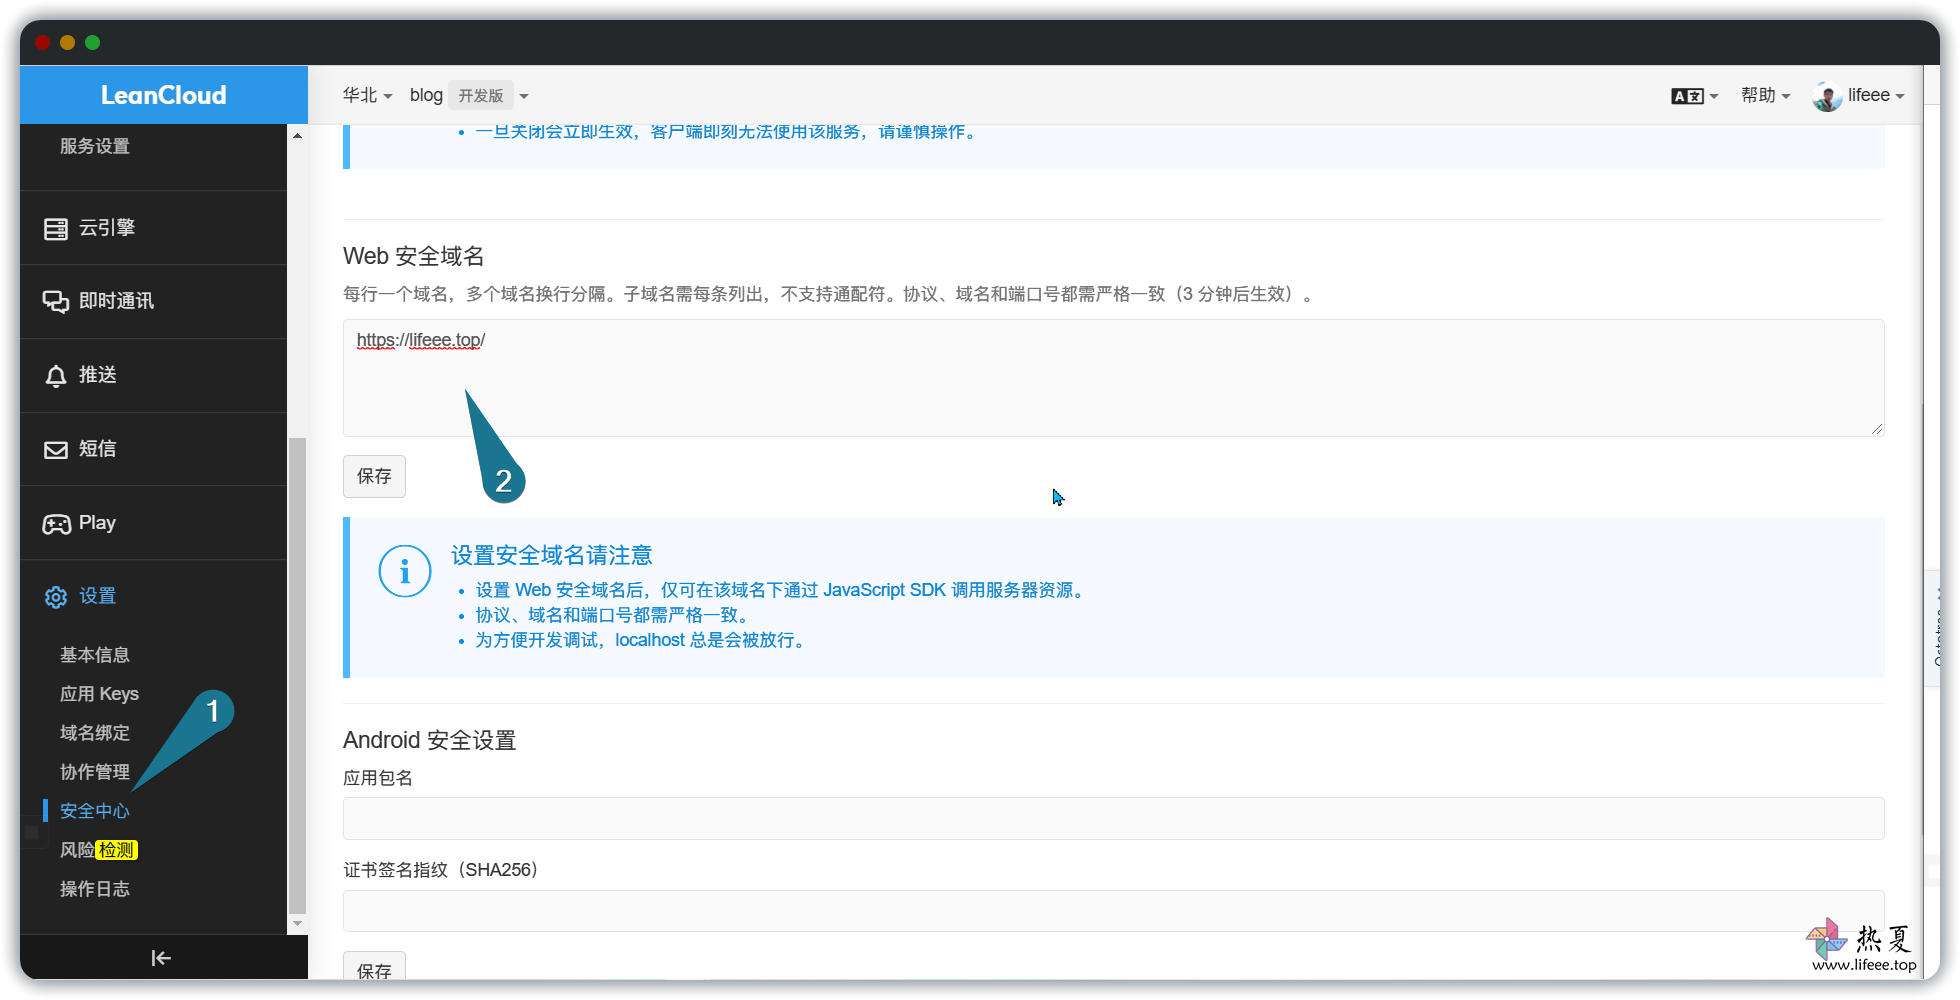 LeanCloud
华北 blog 开发版
帮助 lifeee
服务设置
云引擎
即时通讯
推送
短信
Play
设置
基本信息
应用 Keys
域名绑定
协作管理
安全中心
风险检测
操作日志
1
一旦关闭会立即生效，客户端即刻无法使用该服务，请谨慎操作。
Web 安全域名
每行一个域名，多个域名换行分隔。子域名需每条列出，不支持通配符。协议、域名和端口号都需严格一致（3 分钟后生效）。
https://lifeee.top/
2
保存
设置安全域名请注意
设置 Web 安全域名后，仅可在该域名下通过 JavaScript SDK 调用服务器资源。
协议、域名和端口号都需严格一致。
为方便开发调试，localhost 总是会被放行。
Android 安全设置
应用包名
证书签名指纹（SHA256）
保存
热夏
www.lifeee.top